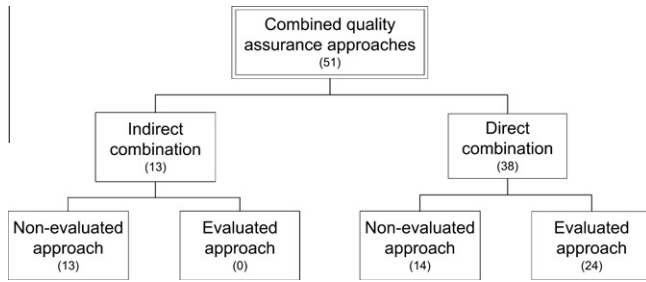 Combined quality
assurance approaches
(51)
Indirect
combination
(13)
Direct
combination
(38)
Non-evaluated
approach
(13)
Evaluated
approach
(0)
Non-evaluated
approach
(14)
Evaluated
approach
(24)